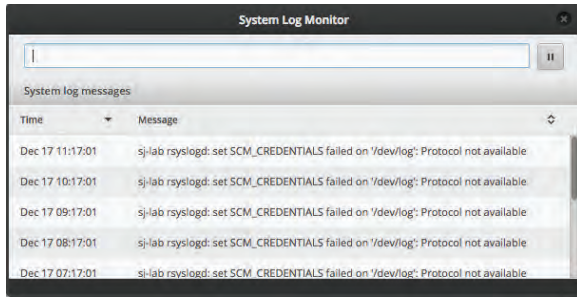 System Log Monitor
System log messages
Time Message
Dec 17 11:17:01 sj-lab rsyslogd: set SCM_CREDENTIALS failed on '/dev/log': Protocol not available
Dec 17 10:17:01 sj-lab rsyslogd: set SCM_CREDENTIALS failed on '/dev/log': Protocol not available
Dec 17 09:17:01 sj-lab rsyslogd: set SCM_CREDENTIALS failed on '/dev/log': Protocol not available
Dec 17 08:17:01 sj-lab rsyslogd: set SCM_CREDENTIALS failed on '/dev/log': Protocol not available
Dec 17 07:17:01 sj-lab rsyslogd: set SCM_CREDENTIALS failed on '/dev/log': Protocol not available